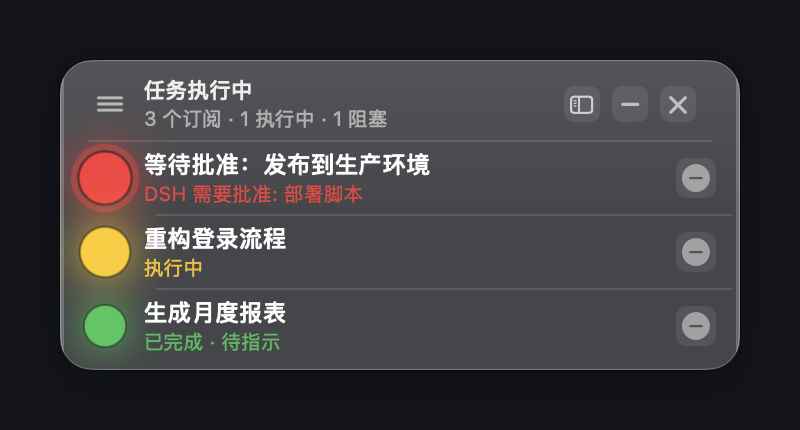 任务执行中
3 个订阅 · 1 执行中 · 1 阻塞
等待批准：发布到生产环境
DSH 需要批准: 部署脚本
重构登录流程
执行中
生成月度报表
已完成 · 待指示